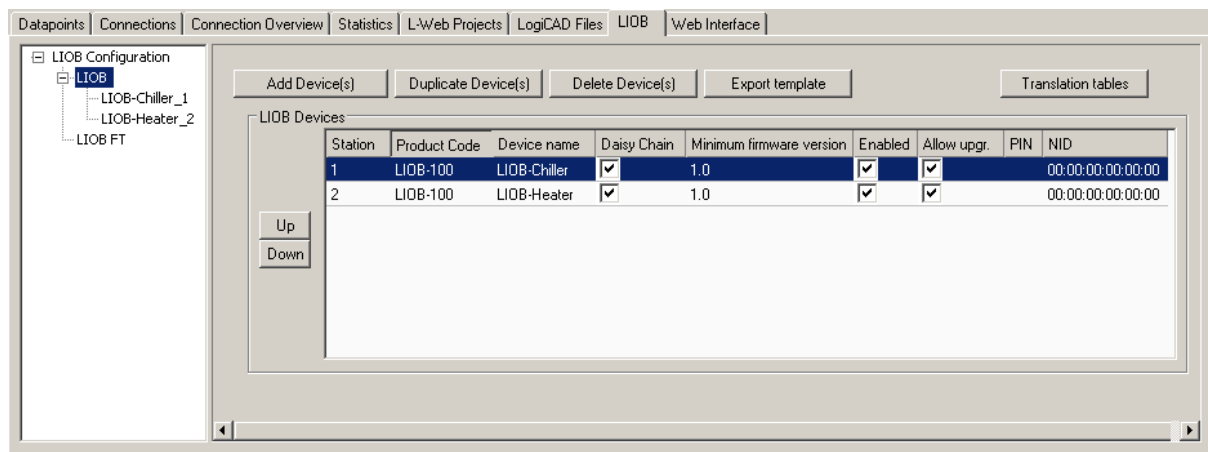 Datapoints Connections Connection Overview Statistics L-Web Projects LogiCAD Files LIOB Web Interface
LIOB Configuration
LIOB
LIOB-Chiller_1
LIOB-Heater_2
LIOB FT
Add Device(s) Duplicate Device(s) Delete Device(s) Export template Translation tables
LIOB Devices
Station Product Code Device name Daisy Chain Minimum firmware version Enabled Allow upgr. PIN NID
1 LIOB-100 LIOB-Chiller 1.0 00:00:00:00:00:00
2 LIOB-100 LIOB-Heater 1.0 00:00:00:00:00:00
Up
Down